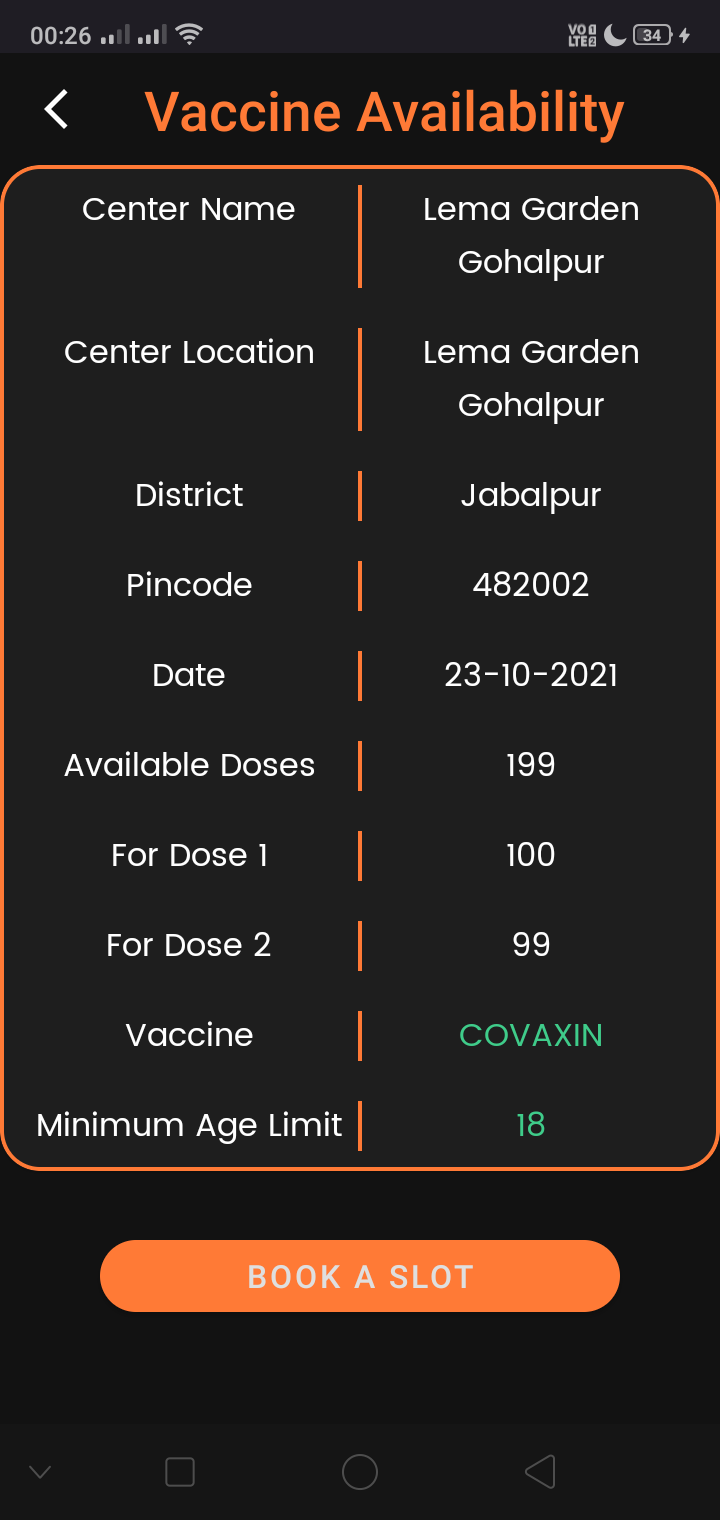 00:26 VO 1 LTE 2 34
Vaccine Availability
Center Name Lema Garden
Gohalpur
Center Location Lema Garden
Gohalpur
District Jabalpur
Pincode 482002
Date 23-10-2021
Available Doses 199
For Dose 1 100
For Dose 2 99
Vaccine COVAXIN
Minimum Age Limit 18
BOOK A SLOT